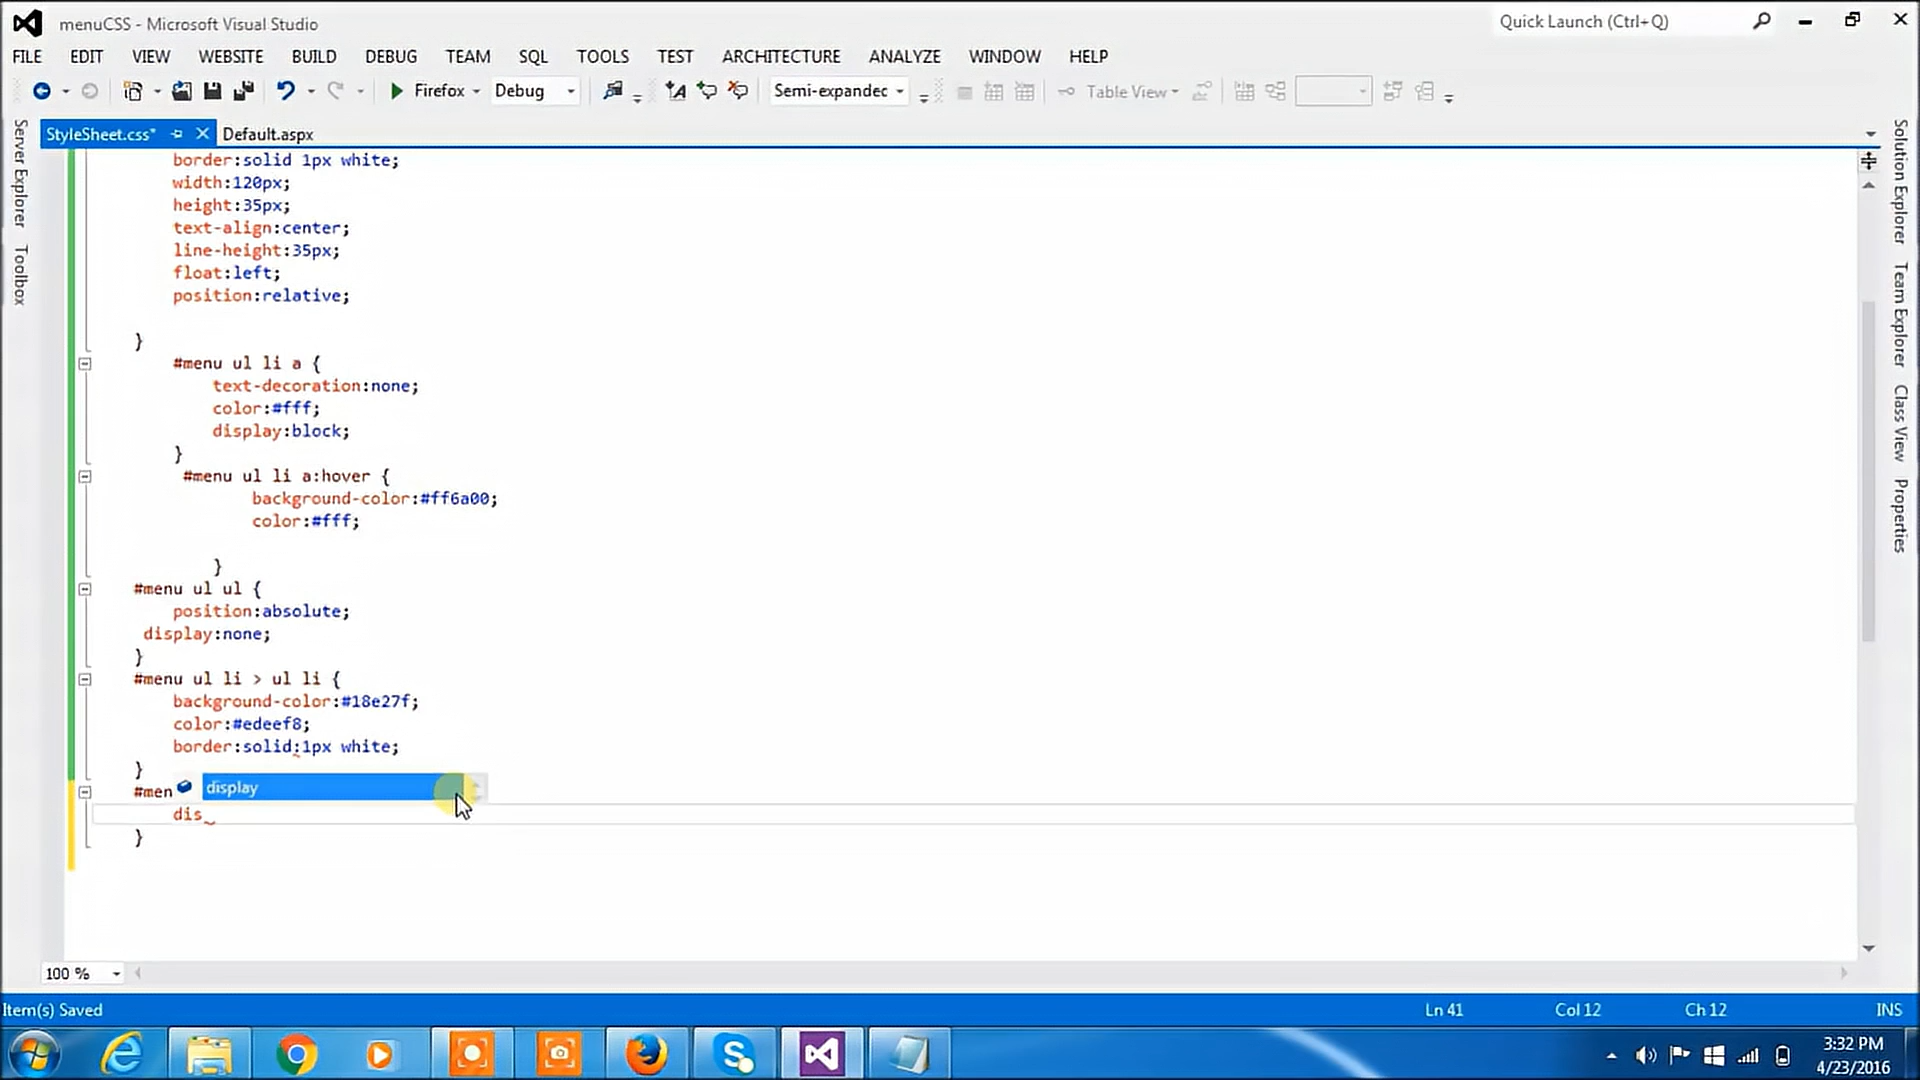 menuCSS - Microsoft Visual Studio
Quick Launch (Ctrl+Q)
FILE EDIT VIEW WEBSITE BUILD DEBUG TEAM SQL TOOLS TEST ARCHITECTURE ANALYZE WINDOW HELP
Firefox Debug Semi-expanded Table View
StyleSheet.css* Default.aspx
Server Explorer
Toolbox
border:solid 1px white;
width:120px;
height:35px;
text-align:center;
line-height:35px;
float:left;
position:relative;
}
#menu ul li a {
text-decoration:none;
color:#fff;
display:block;
}
#menu ul li a:hover {
background-color:#ff6a00;
color:#fff;
}
#menu ul ul {
position:absolute;
display:none;
}
#menu ul li > ul li {
background-color:#18e27f;
color:#edeef8;
border:solid:1px white;
}
#men display
dis
}
Solution Explorer
Team Explorer
Class View
Properties
100 %
Item(s) Saved Ln 41 Col 12 Ch 12 INS
3:32 PM
4/23/2016